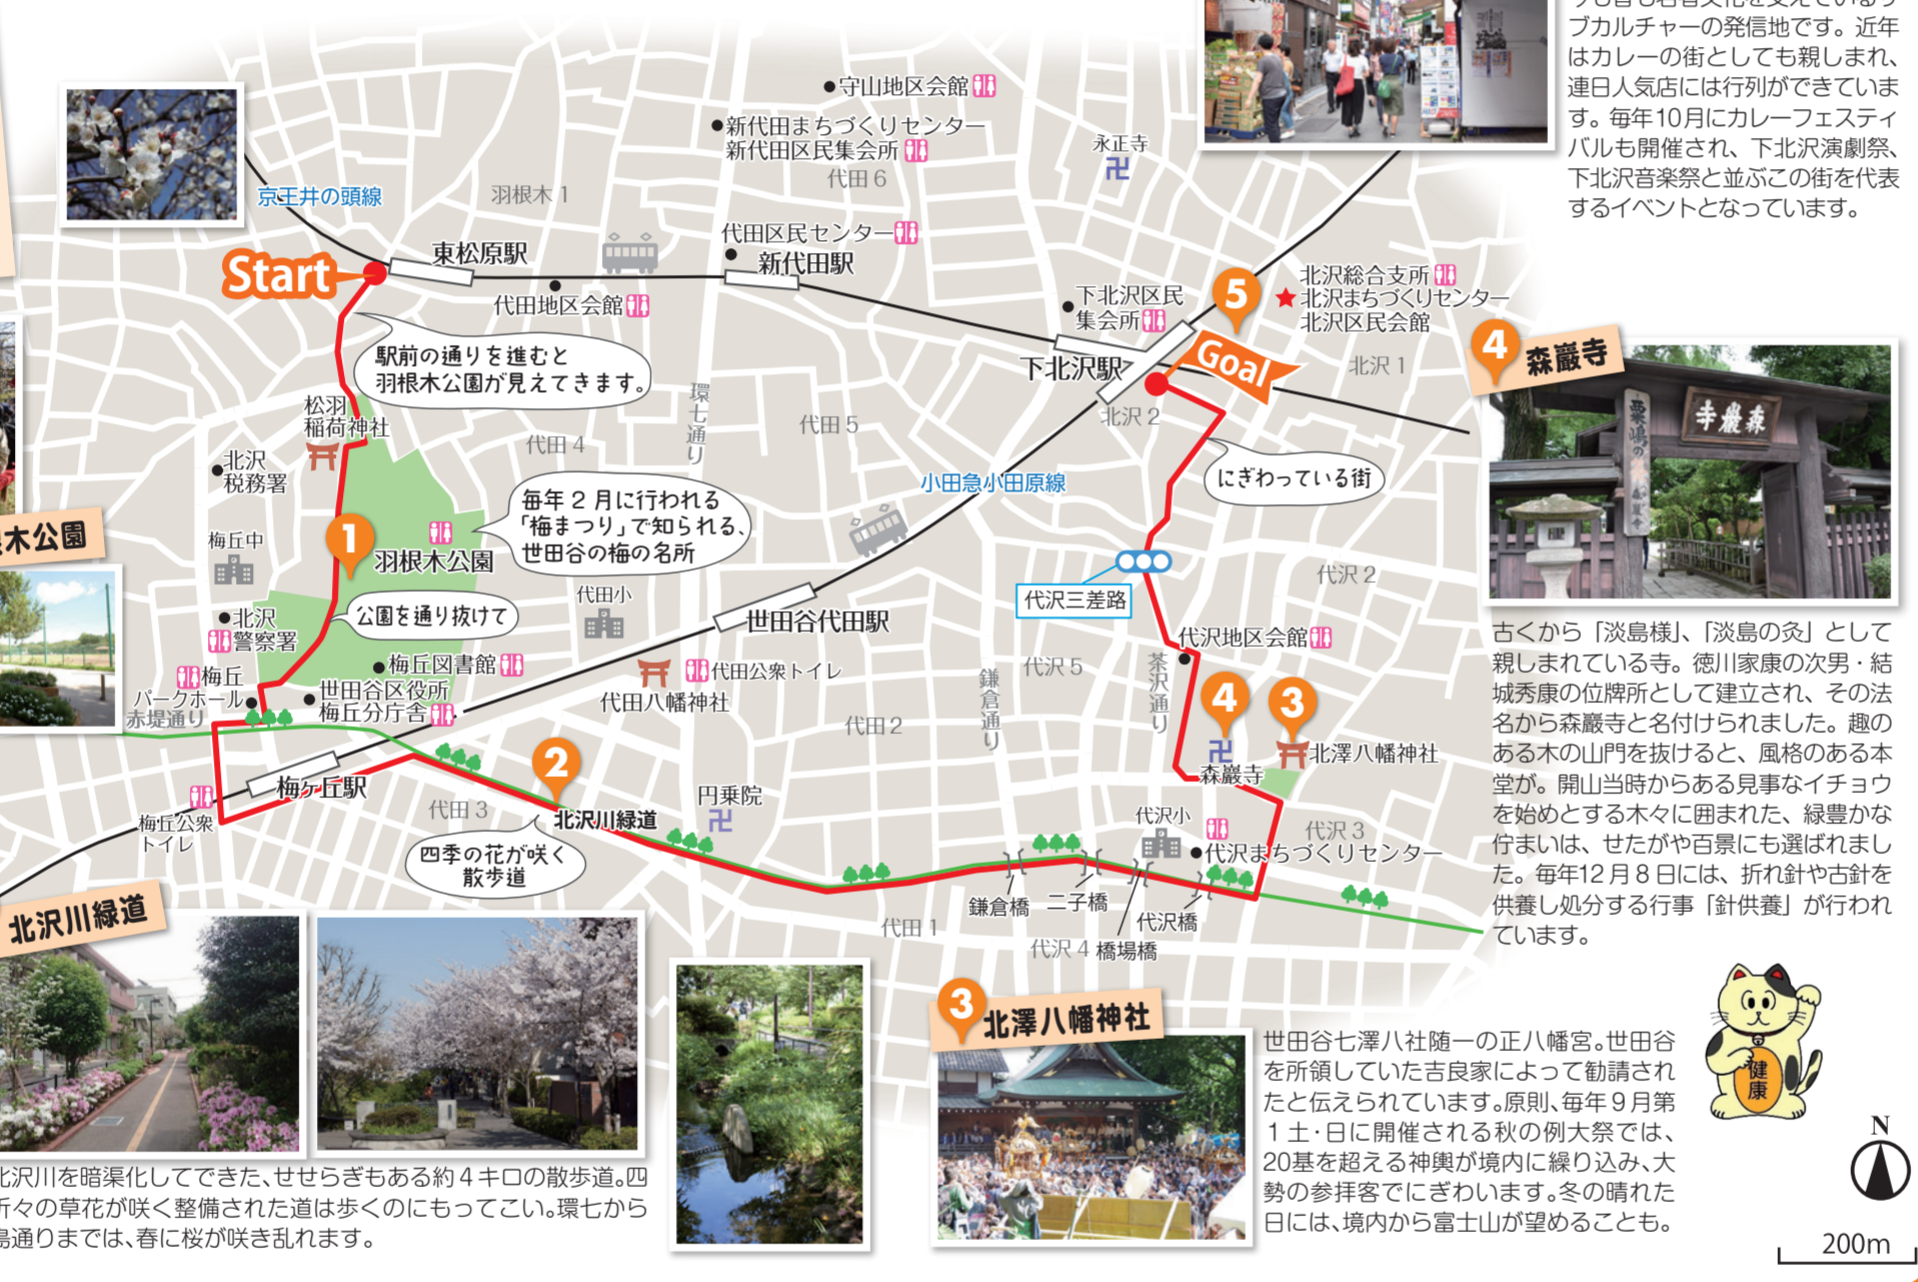 ブカルチャーの発信地です。近年
はカレーの街としても親しまれ、
連日人気店には行列ができていま
す。毎年10月にカレーフェスティ
バルも開催され、下北沢演劇祭、
下北沢音楽祭と並ぶこの街を代表
するイベントとなっています。
守山地区会館
新代田まちづくりセンター
新代田区民集会所
代田6
永正寺
京王井の頭線
羽根木1
Start
東松原駅
代田地区会館
代田区民センター
新代田駅
下北沢区民
集会所
5
北沢総合支所
北沢まちづくりセンター
北沢区民会館
北沢1
下北沢駅
Goal
北沢2
駅前の通りを進むと
羽根木公園が見えてきます。
松羽
稲荷神社
環七通り
代田4
代田5
北沢
税務署
毎年2月に行われる
「梅まつり」で知られる、
世田谷の梅の名所
小田急小田原線
にぎわっている街
1
羽根木公園
梅丘中
木公園
公園を通り抜けて
北沢
警察署
代田小
世田谷代田駅
代沢三差路
代沢2
梅丘
パークホール
赤堤通り
梅丘図書館
世田谷区役所
梅丘分庁舎
代田公衆トイレ
代田八幡神社
代沢5
鎌倉通り
代沢地区会館
茶沢通り
4
3
森巌寺
北澤八幡神社
代田2
梅ヶ丘駅
梅丘公衆
トイレ
代田3
2
北沢川緑道
四季の花が咲く
散歩道
円乗院
代沢小
代沢まちづくりセンター
代沢3
鎌倉橋
二子橋
代沢橋
橋場橋
代田1
代沢4
4
森巌寺
森巌寺
粟嶋の
古くから「淡島様」、「淡島の灸」として
親しまれている寺。徳川家康の次男・結
城秀康の位牌所として建立され、その法
名から森巌寺と名付けられました。趣の
ある木の山門を抜けると、風格のある本
堂が。開山当時からある見事なイチョウ
を始めとする木々に囲まれた、緑豊かな
佇まいは、せたがや百景にも選ばれまし
た。毎年12月8日には、折れ針や古針を
供養し処分する行事「針供養」が行われ
ています。
北沢川緑道
北沢川を暗渠化してできた、せせらぎもある約4キロの散歩道。四
折々の草花が咲く整備された道は歩くのにもってこい。環七から
島通りまでは、春に桜が咲き乱れます。
3
北澤八幡神社
世田谷七澤八社随一の正八幡宮。世田谷
を所領していた吉良家によって勧請され
たと伝えられています。原則、毎年9月第
1土・日に開催される秋の例大祭では、
20基を超える神輿が境内に繰り込み、大
勢の参拝客でにぎわいます。冬の晴れた
日には、境内から富士山が望めることも。
健
康
N
200m